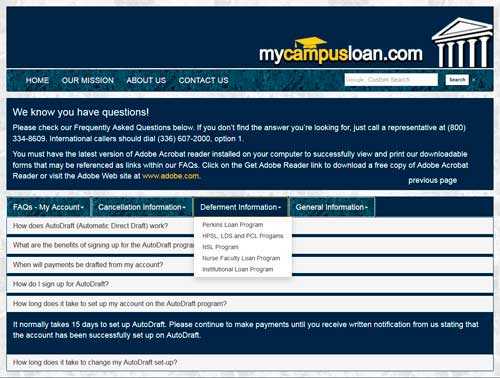 mycampusloan.com
HOME OUR MISSION ABOUT US CONTACT US
Google Custom Search Search x
We know you have questions!
Please check our Frequently Asked Questions below. If you don't find the answer you're looking for, just call a representative at (800)
334-8609. International callers should dial (336) 607-2000, option 1.
You must have the latest version of Adobe Acrobat reader installed on your computer to successfully view and print our downloadable
forms that may be referenced as links within our FAQs. Click on the Get Adobe Reader link to download a free copy of Adobe Acrobat
Reader or visit the Adobe Web site at www.adobe.com.
previous page
FAQs - My Account Cancellation Information Deferment Information General Information
How does AutoDraft (Automatic Direct Draft) work?
Perkins Loan Program
HPSL, LDS and PCL Progams
What are the benefits of signing up for the AutoDraft progra
NSL Program
Nurse Faculty Loan Program
When will payments be drafted from my account?
Institutional Loan Program
How do I sign up for AutoDraft?
How long does it take to set up my account on the AutoDraft program?
It normally takes 15 days to set up AutoDraft. Please continue to make payments until you receive written notification from us stating that
the account has been successfully set up on AutoDraft.
How long does it take to change my AutoDraft set-up?